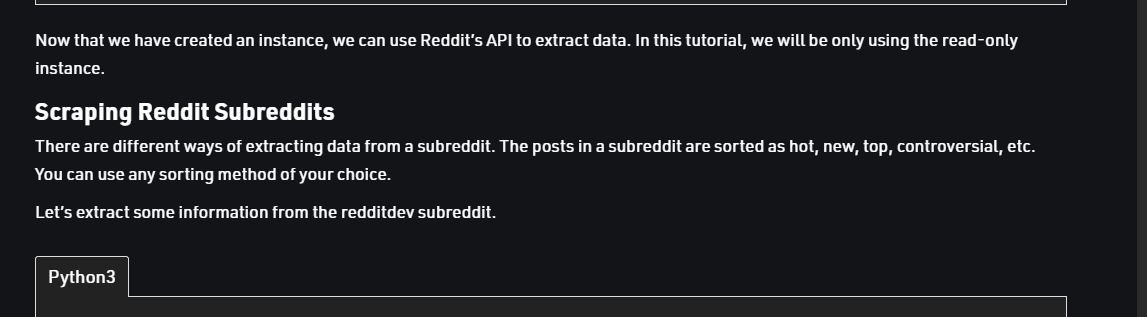 Now that we have created an instance, we can use Reddit's API to extract data. In this tutorial, we will be only using the read-only
instance.
Scraping Reddit Subreddits
There are different ways of extracting data from a subreddit. The posts in a subreddit are sorted as hot, new, top, controversial, etc.
You can use any sorting method of your choice.
Let's extract some information from the redditdev subreddit.
Python3